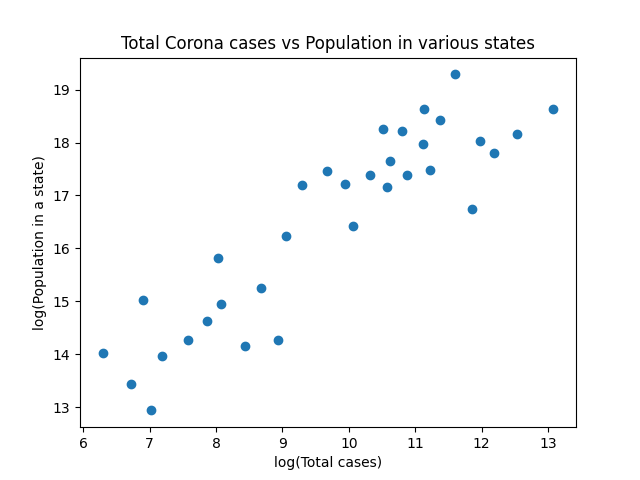 Total Corona cases vs Population in various states
log(Population in a state)
19
18
17
16
15
14
13
6 7 8 9 10 11 12 13
log(Total cases)